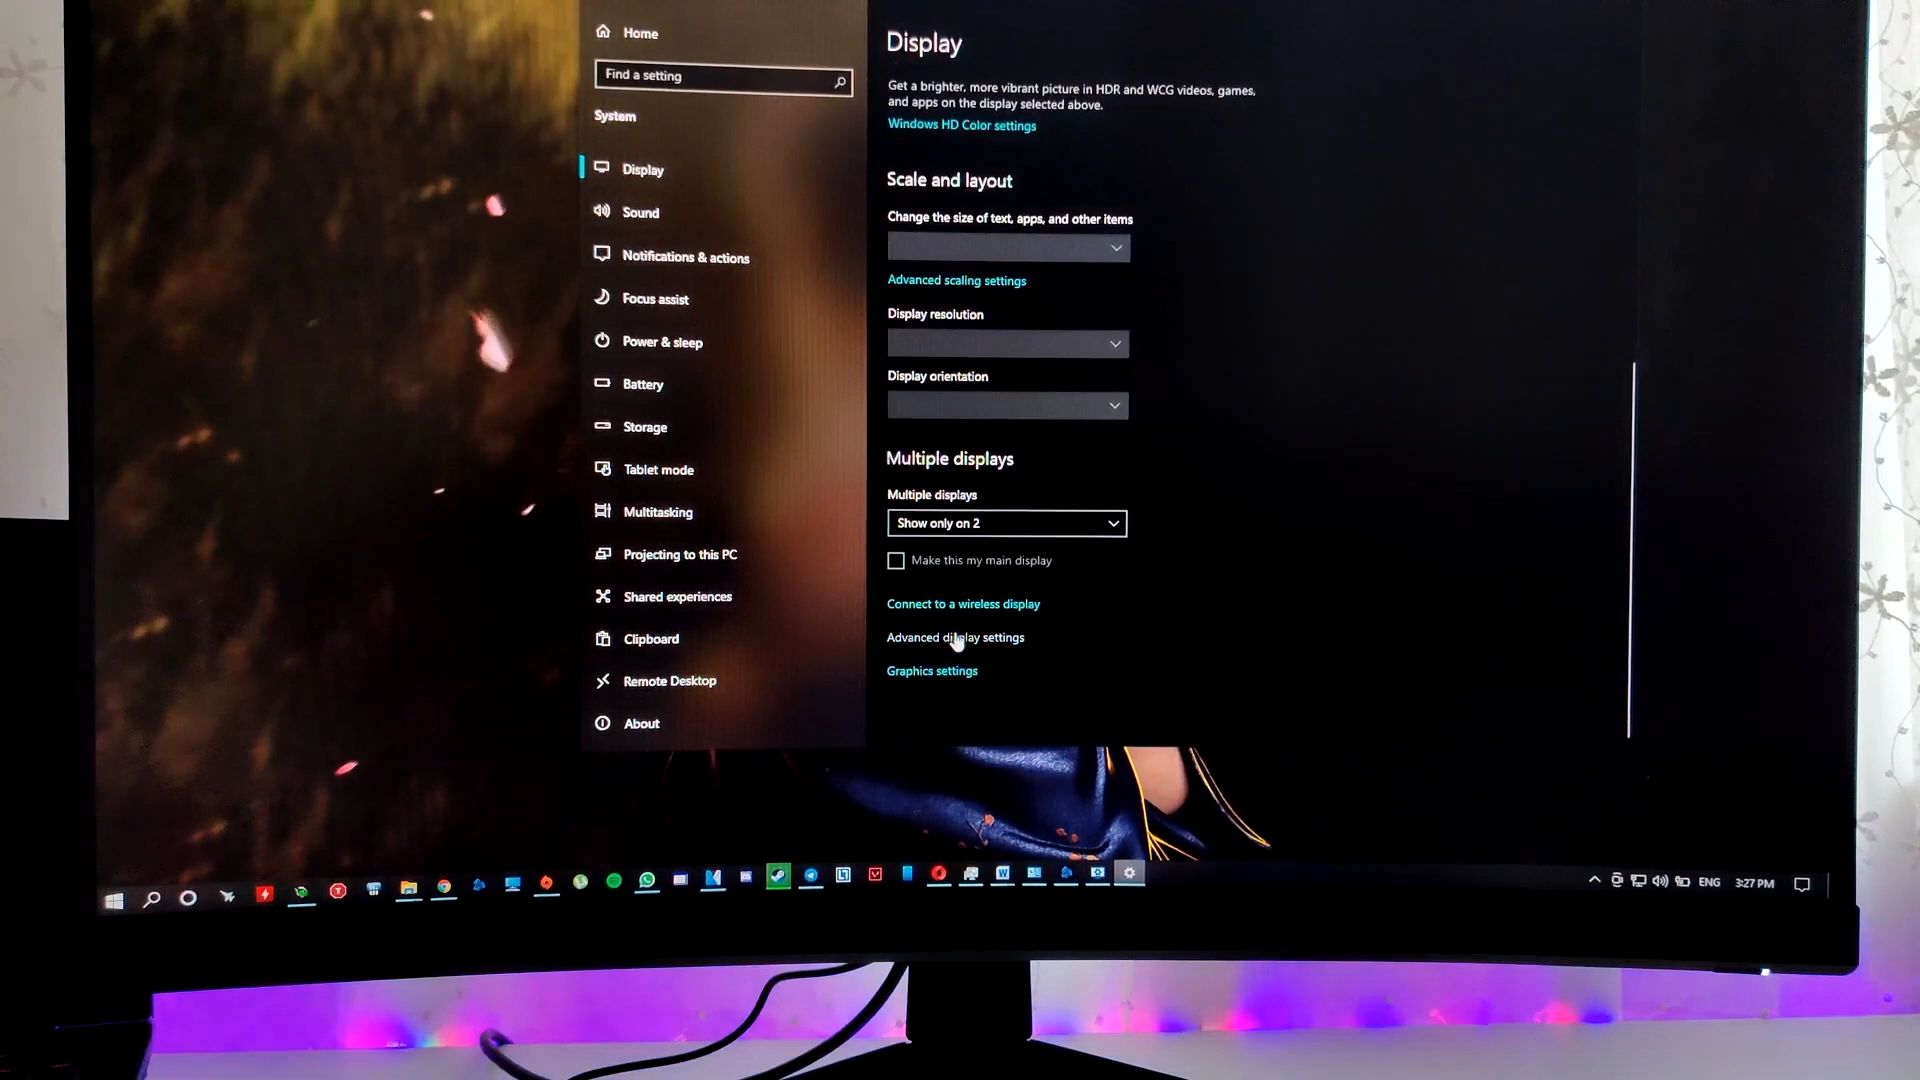 Home
Find a setting
System
Display
Sound
Notifications & actions
Focus assist
Power & sleep
Battery
Storage
Tablet mode
Multitasking
Projecting to this PC
Shared experiences
Clipboard
Remote Desktop
About
Display
Get a brighter, more vibrant picture in HDR and WCG videos, games,
and apps on the display selected above.
Windows HD Color settings
Scale and layout
Change the size of text, apps, and other items
Advanced scaling settings
Display resolution
Display orientation
Multiple displays
Multiple displays
Show only on 2
Make this my main display
Connect to a wireless display
Advanced display settings
Graphics settings
ENG
3:27 PM